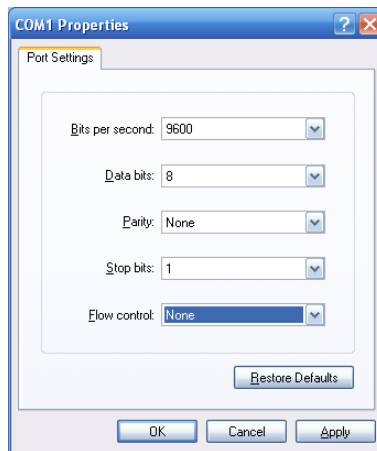 COM1 Properties
Port Settings
Bits per second: 9600
Data bits: 8
Parity: None
Stop bits: 1
Flow control: None
Restore Defaults
OK Cancel Apply